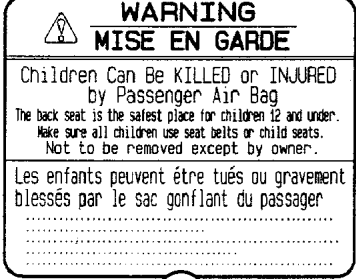 WARNING
MISE EN GARDE
Children Can Be KILLED or INJURED
by Passenger Air Bag
The back seat is the safest place for children 12 and under.
Make sure all children use seat belts or child seats.
Not to be removed except by owner.
Les enfants peuvent étre tués ou gravement
blessés par le sac gonflant du passager